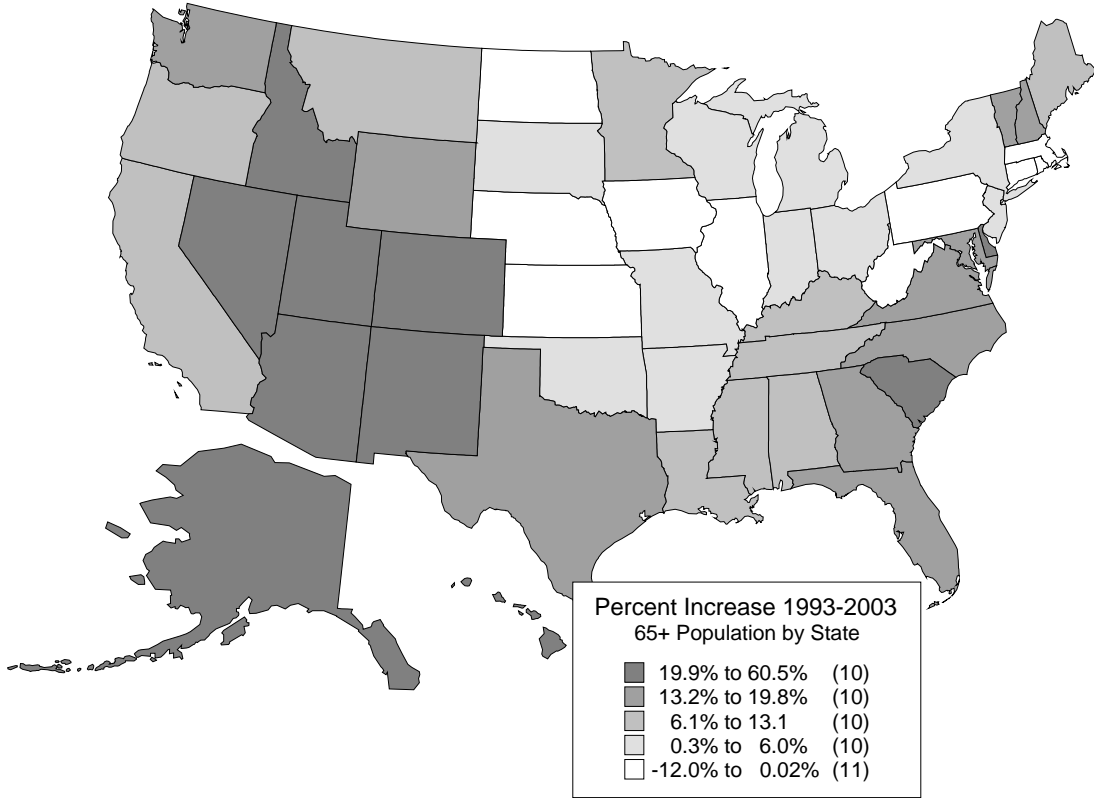 Percent Increase 1993-2003
65+ Population by State
19.9% to 60.5% (10)
13.2% to 19.8% (10)
6.1% to 13.1 (10)
0.3% to 6.0% (10)
-12.0% to 0.02% (11)